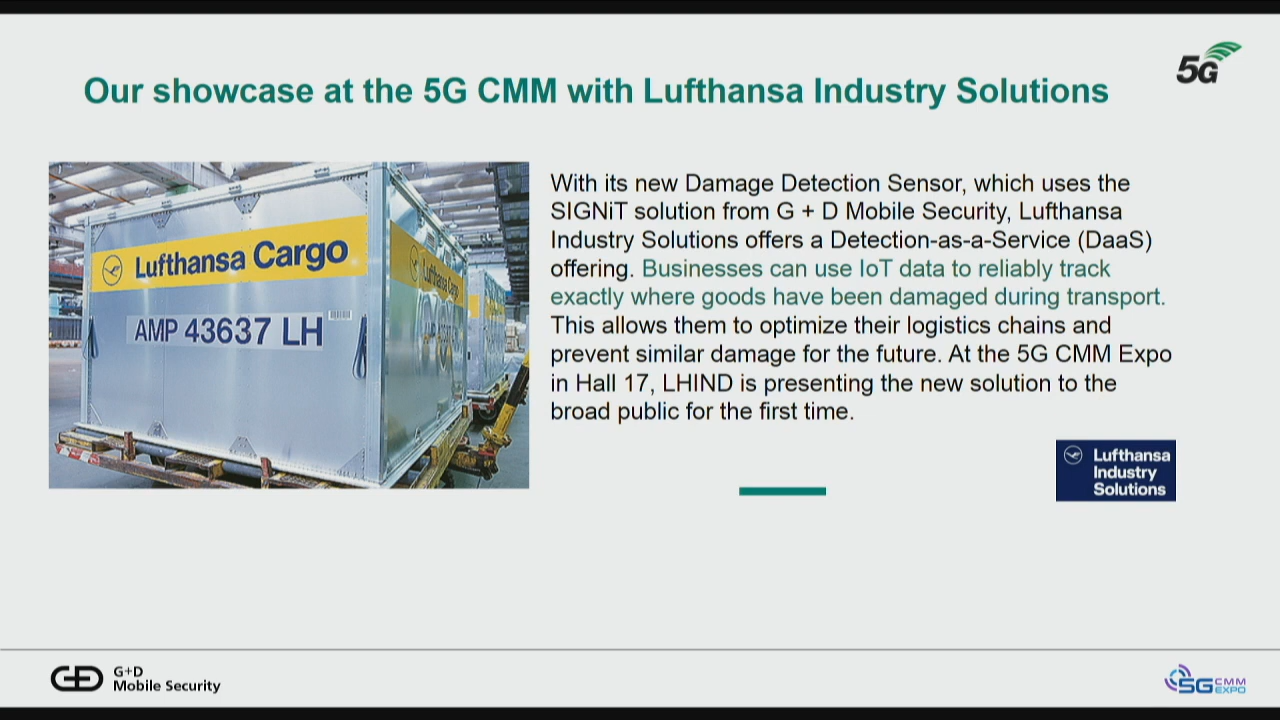 5G
Our showcase at the 5G CMM with Lufthansa Industry Solutions
Lufthansa Cargo
AMP 43637 LH
Lufthansa Cargo
With its new Damage Detection Sensor, which uses the
SIGNiT solution from G + D Mobile Security, Lufthansa
Industry Solutions offers a Detection-as-a-Service (DaaS)
offering. Businesses can use IoT data to reliably track
exactly where goods have been damaged during transport.
This allows them to optimize their logistics chains and
prevent similar damage for the future. At the 5G CMM Expo
in Hall 17, LHIND is presenting the new solution to the
broad public for the first time.
Lufthansa
Industry
Solutions
G+D
Mobile Security
5G CMM
EXPO